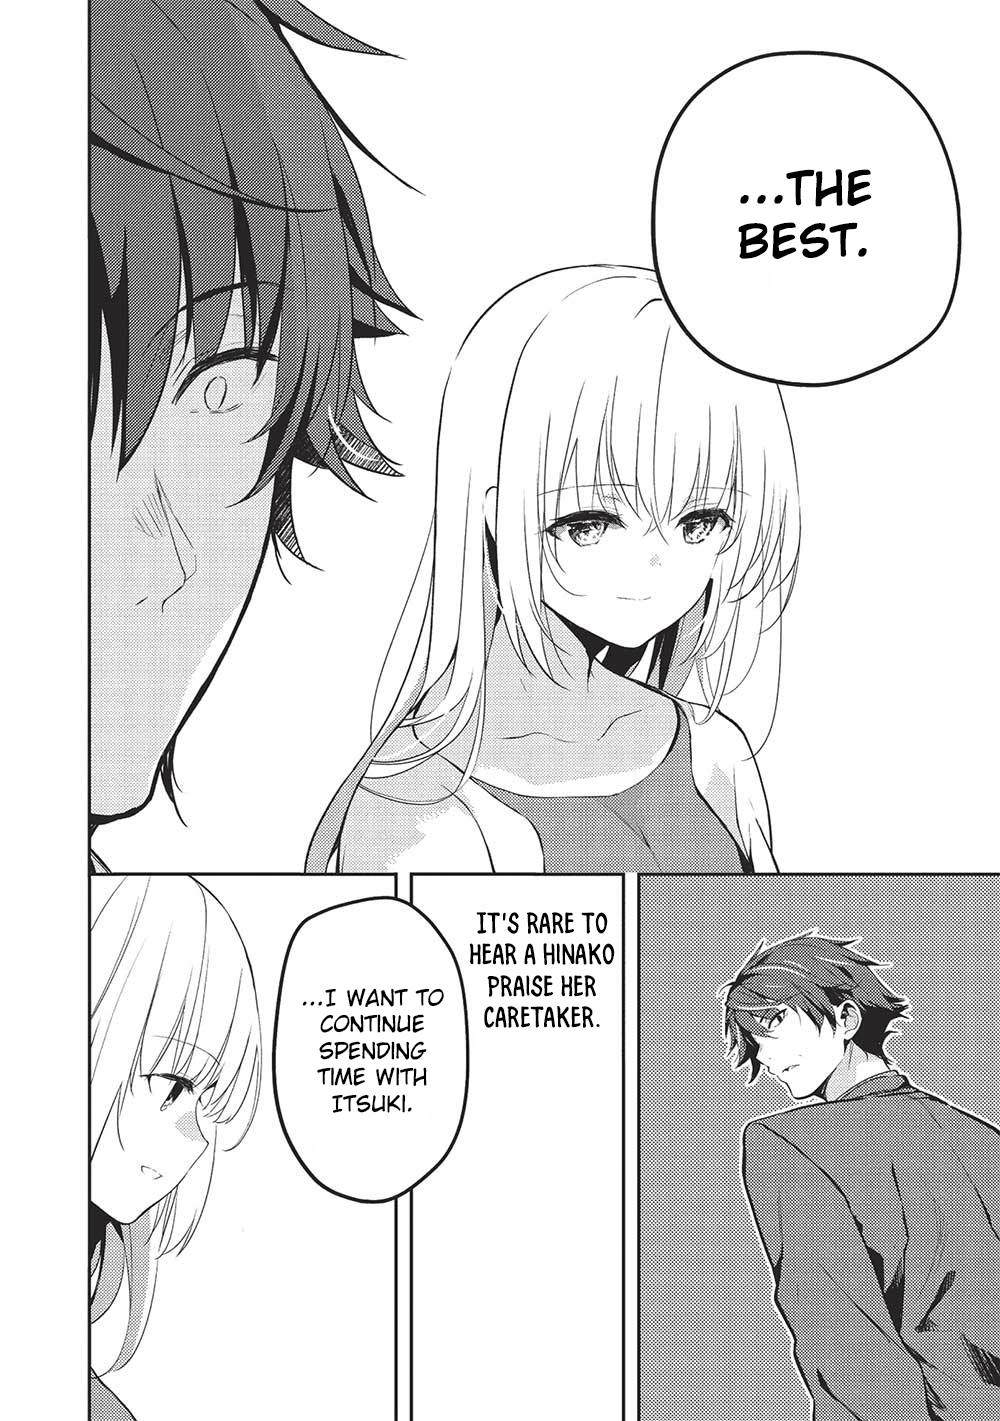 ...THE
BEST.
IT'S RARE TO
HEAR A HINAKO
PRAISE HER
CARETAKER.
...I WANT TO
CONTINUE
SPENDING
TIME WITH
ITSUKI.